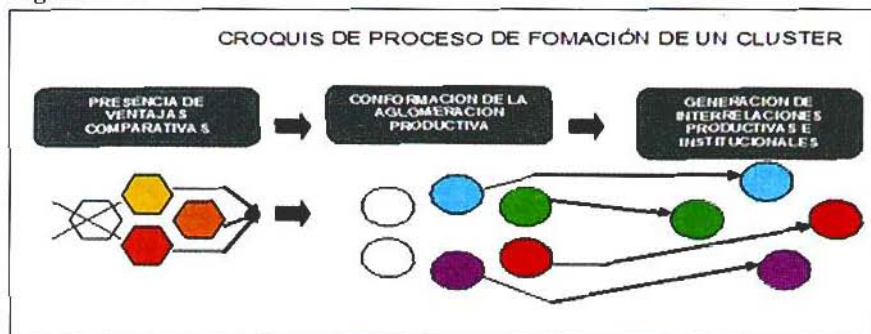 CROQUIS DE PROCESO DE FOMACIÓN DE UN CLUSTER
PRESENCIA DE
VENTAJAS
COMPARATIVAS
CONFORMACION DE LA
AGLOMERACION
PRODUCTIVA
GENERACION DE
INTERRELACIONES
PRODUCTIVAS E
INSTITUCIONALES